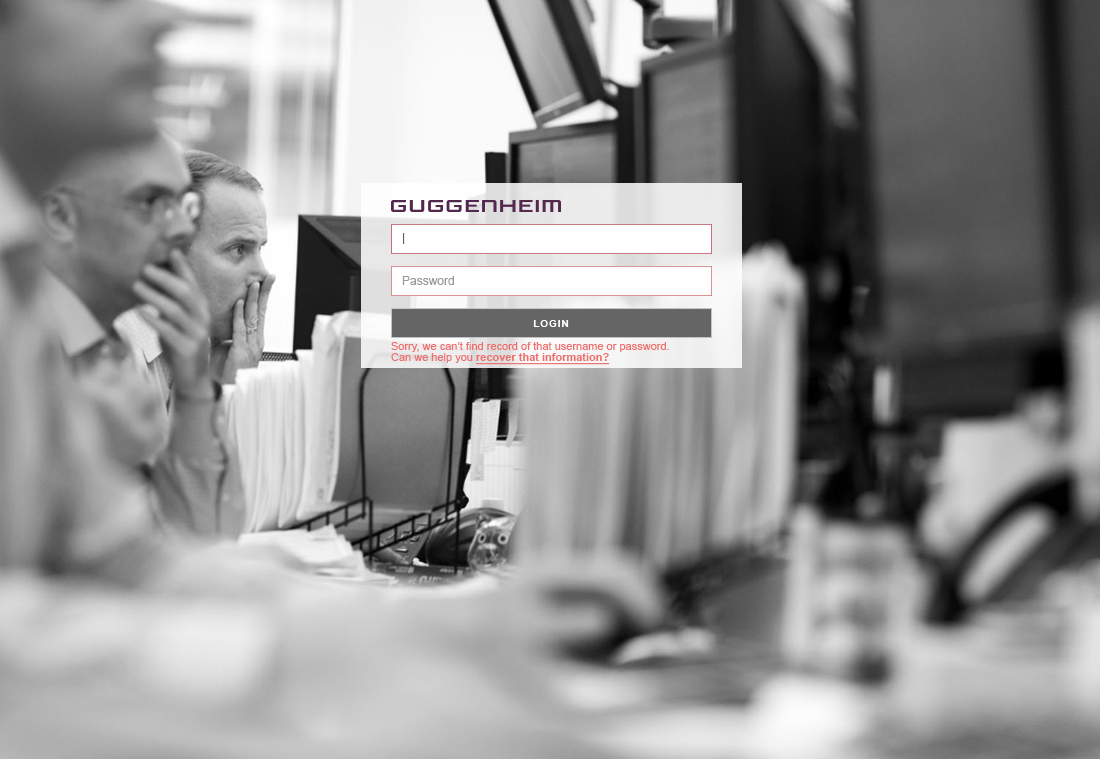 GUGGENHEIM
Password
LOGIN
Sorry, we can't find record of that username or password.
Can we help you recover that information?